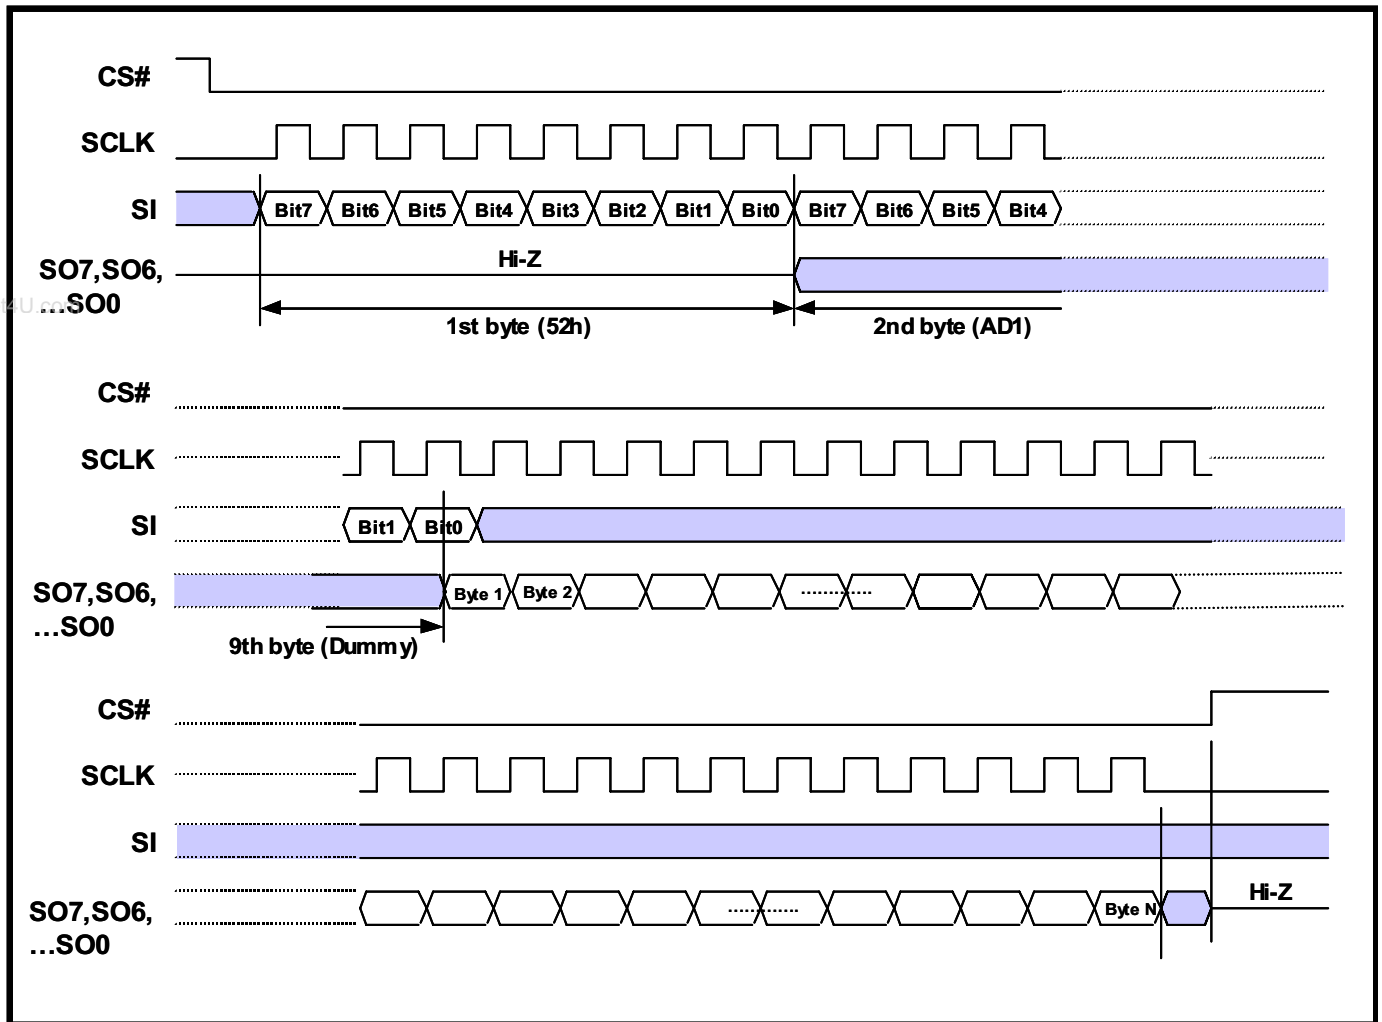 CS#
SCLK
SI Bit7 Bit6 Bit5 Bit4 Bit3 Bit2 Bit1 Bit0 Bit7 Bit6 Bit5 Bit4
SO7,SO6, Hi-Z
...SO0
1st byte (52h) 2nd byte (AD1)
CS#
SCLK
SI Bit1 Bit0
SO7,SO6, Byte 1 Byte 2
...SO0
9th byte (Dummy)
CS#
SCLK
SI
SO7,SO6, Byte N Hi-Z
...SO0